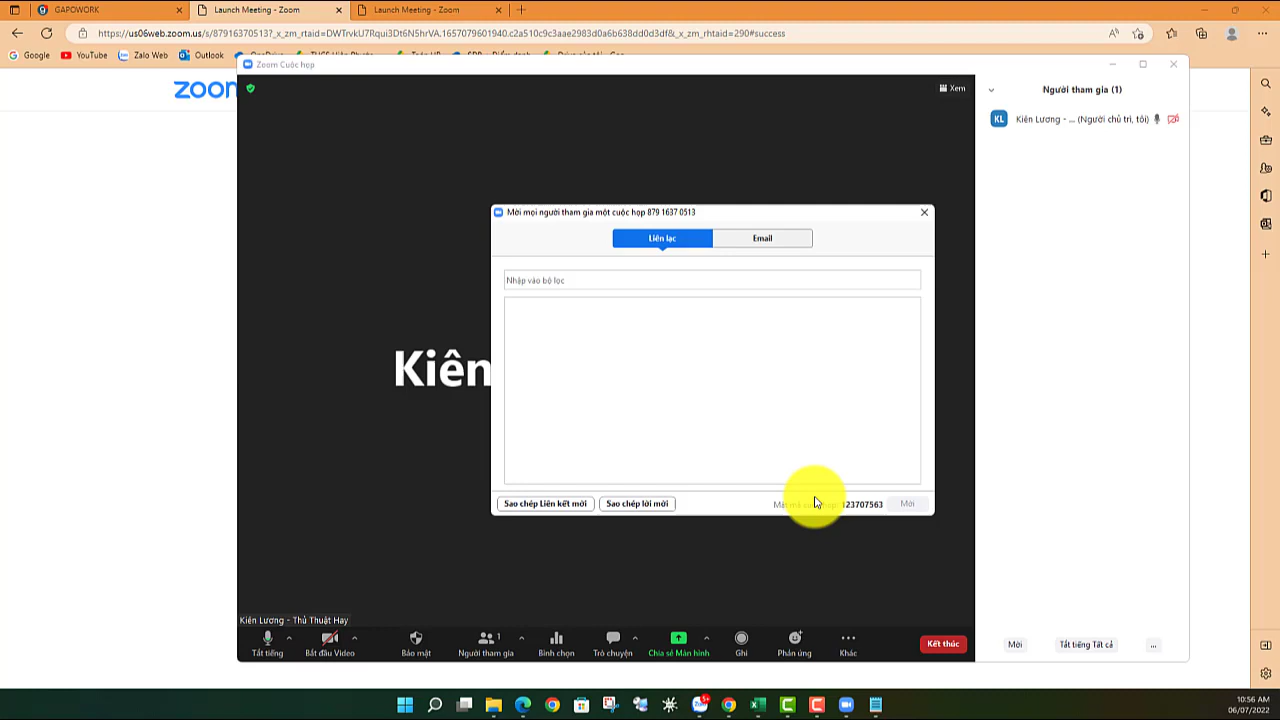 GAPOWORK
Launch Meeting - Zoom
Launch Meeting - Zoom
https://us06web.zoom.us/s/87916370513?_x_zm_rtaid=DWTrvkU7Rqui3Dt6N5hrVA.1657079601940.c2a510c9c3aae2983d0a6b638dd0d3df&_x_zm_rhtaid=290#success
Google
YouTube
Zalo Web
Outlook
Zoom Cuộc họp
zoom
Xem
Người tham gia (1)
KL
Kiên Lương - ... (Người chủ trì, tôi)
Mời mọi người tham gia một cuộc họp 879 1637 0513
Liên lạc
Email
Nhập vào bộ lọc
Kiên
Sao chép Liên kết mời
Sao chép lời mời
123707563
Mời
Kiên Lương - Thủ Thuật Hay
1
Tắt tiếng
Bắt đầu Video
Bảo mật
Người tham gia
Bình chọn
Trò chuyện
Chia sẻ Màn hình
Ghi
Phản ứng
Khác
Kết thúc
Mời
Tắt tiếng Tất cả
...
5+
10:56 AM
06/07/2022